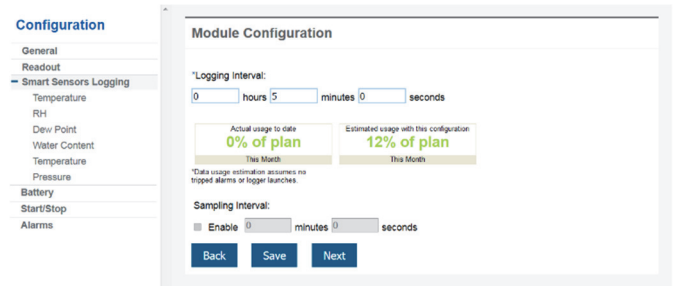 Configuration
General
Readout
Smart Sensors Logging
Temperature
RH
Dew Point
Water Content
Temperature
Pressure
Battery
Start/Stop
Alarms
Module Configuration
*Logging Interval:
0 hours 5 minutes 0 seconds
Actual usage to date
0% of plan
This Month
Estimated usage with this configuration
12% of plan
This Month
*Data usage estimation assumes no
tripped alarms or logger launches.
Sampling Interval:
Enable 0 minutes 0 seconds
Back Save Next